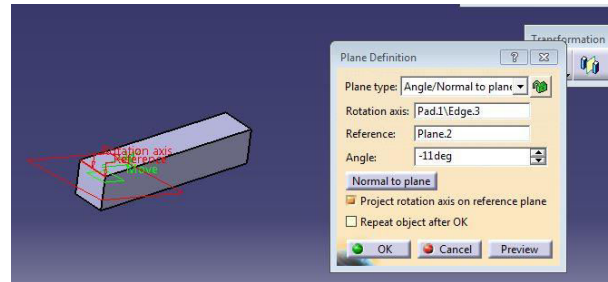 Transformation
Plane Definition
Plane type: Angle/Normal to plane
Rotation axis: Pad.1\Edge.3
Reference: Plane.2
Angle: -11deg
Normal to plane
Project rotation axis on reference plane
Repeat object after OK
OK Cancel Preview
Rotation axis
Reference
Move